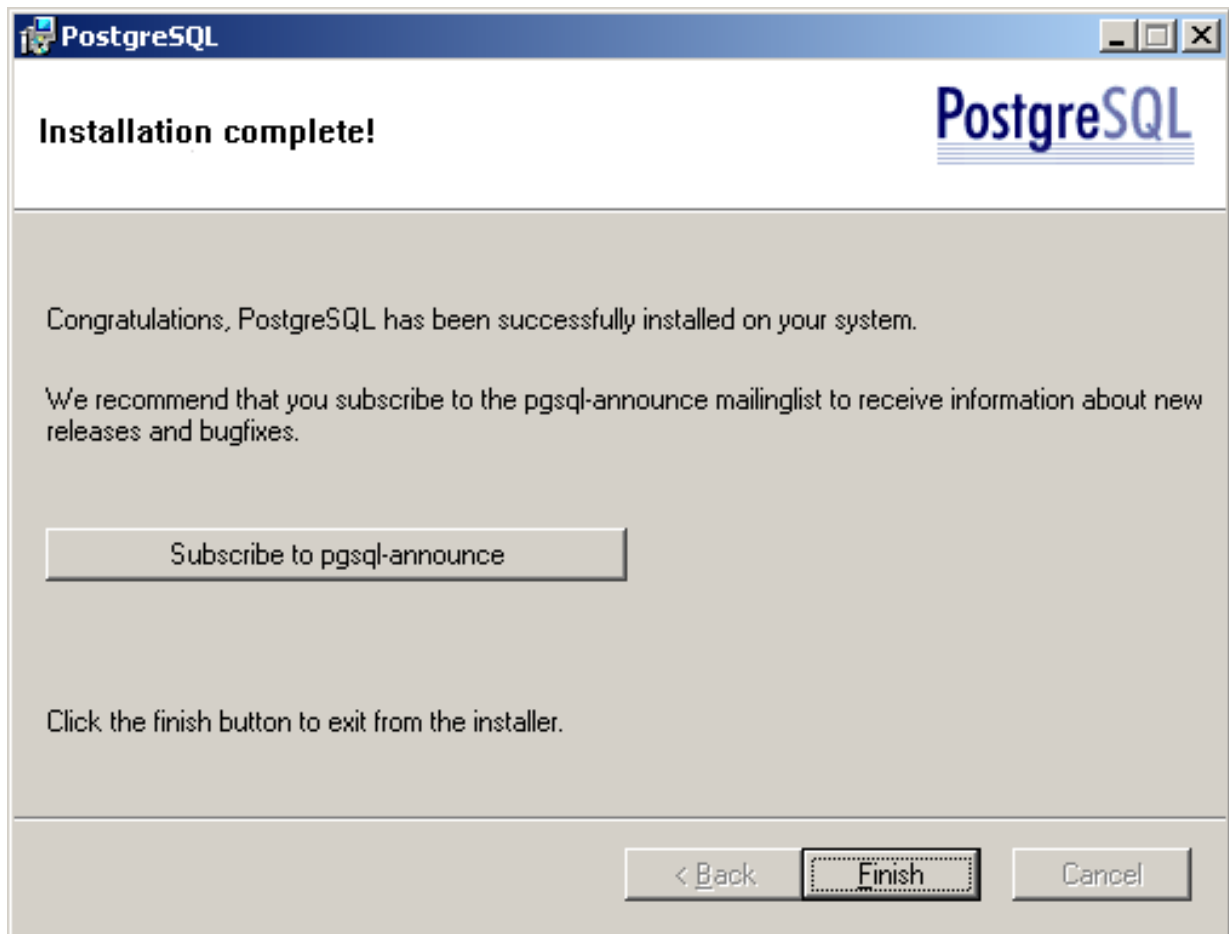 PostgreSQL
Installation complete!
PostgreSQL
Congratulations, PostgreSQL has been successfully installed on your system.
We recommend that you subscribe to the pgsql-announce mailinglist to receive information about new
releases and bugfixes.
Subscribe to pgsql-announce
Click the finish button to exit from the installer.
< Back
Finish
Cancel